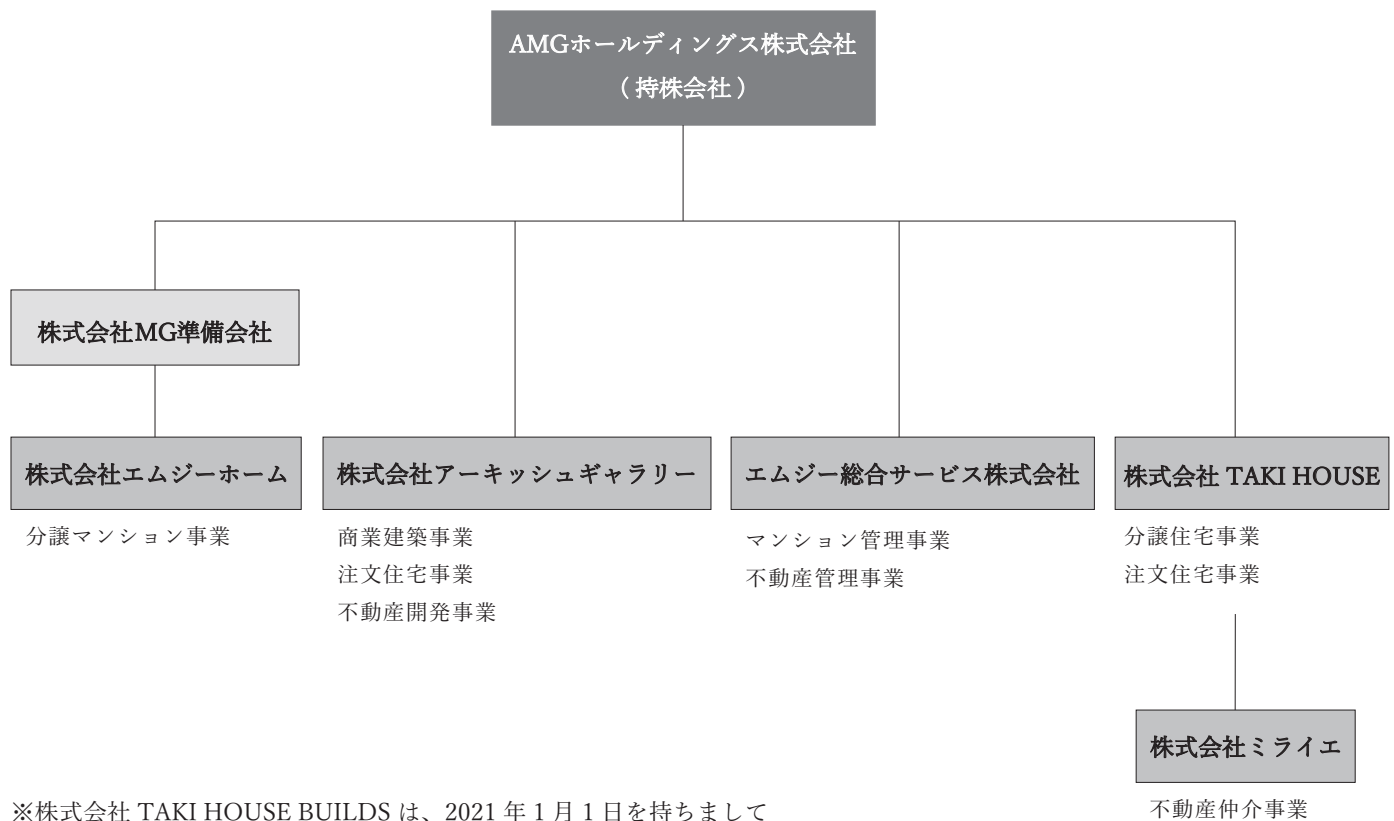 AMGホールディングス株式会社
（持株会社）
株式会社MG準備会社
株式会社エムジーホーム
分譲マンション事業
株式会社アーキッシュギャラリー
商業建築事業
注文住宅事業
不動産開発事業
エムジー総合サービス株式会社
マンション管理事業
不動産管理事業
株式会社 TAKI HOUSE
分譲住宅事業
注文住宅事業
株式会社ミライエ
不動産仲介事業
※株式会社 TAKI HOUSE BUILDS は、2021 年 1 月 1 日を持ちまして